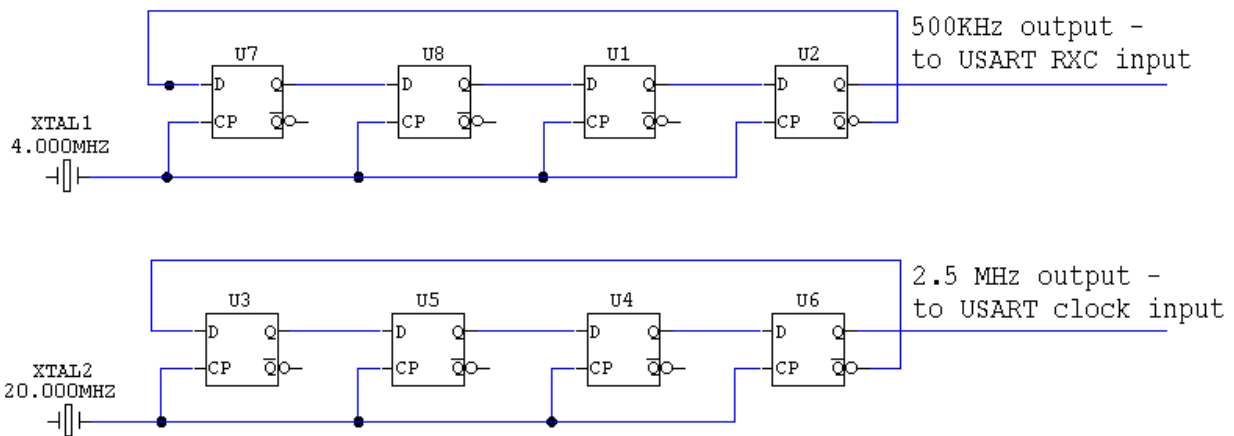 500KHz output -
to USART RXC input
U7 U8 U1 U2
D Q D Q D Q D Q
CP Q CP Q CP Q CP Q
XTAL1
4.000MHZ
2.5 MHz output -
to USART clock input
U3 U5 U4 U6
D Q D Q D Q D Q
CP Q CP Q CP Q CP Q
XTAL2
20.000MHZ